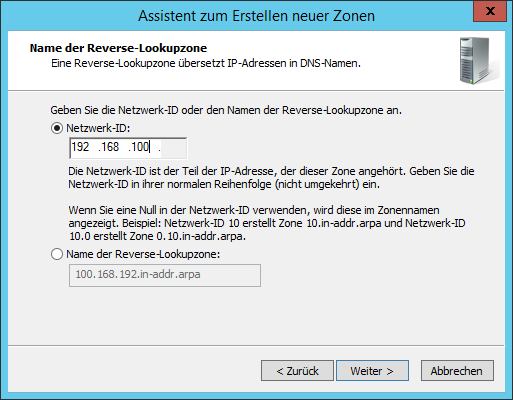 Assistent zum Erstellen neuer Zonen
x
Name der Reverse-Lookupzone
Eine Reverse-Lookupzone übersetzt IP-Adressen in DNS-Namen.
Geben Sie die Netzwerk-ID oder den Namen der Reverse-Lookupzone an.
Netzwerk-ID:
192 .168 .100 .
Die Netzwerk-ID ist der Teil der IP-Adresse, der dieser Zone angehört. Geben Sie die
Netzwerk-ID in ihrer normalen Reihenfolge (nicht umgekehrt) ein.
Wenn Sie eine Null in der Netzwerk-ID verwenden, wird diese im Zonennamen
angezeigt. Beispiel: Netzwerk-ID 10 erstellt Zone 10.in-addr.arpa und Netzwerk-ID
10.0 erstellt Zone 0.10.in-addr.arpa.
Name der Reverse-Lookupzone:
100.168.192.in-addr.arpa
< Zurück Weiter > Abbrechen